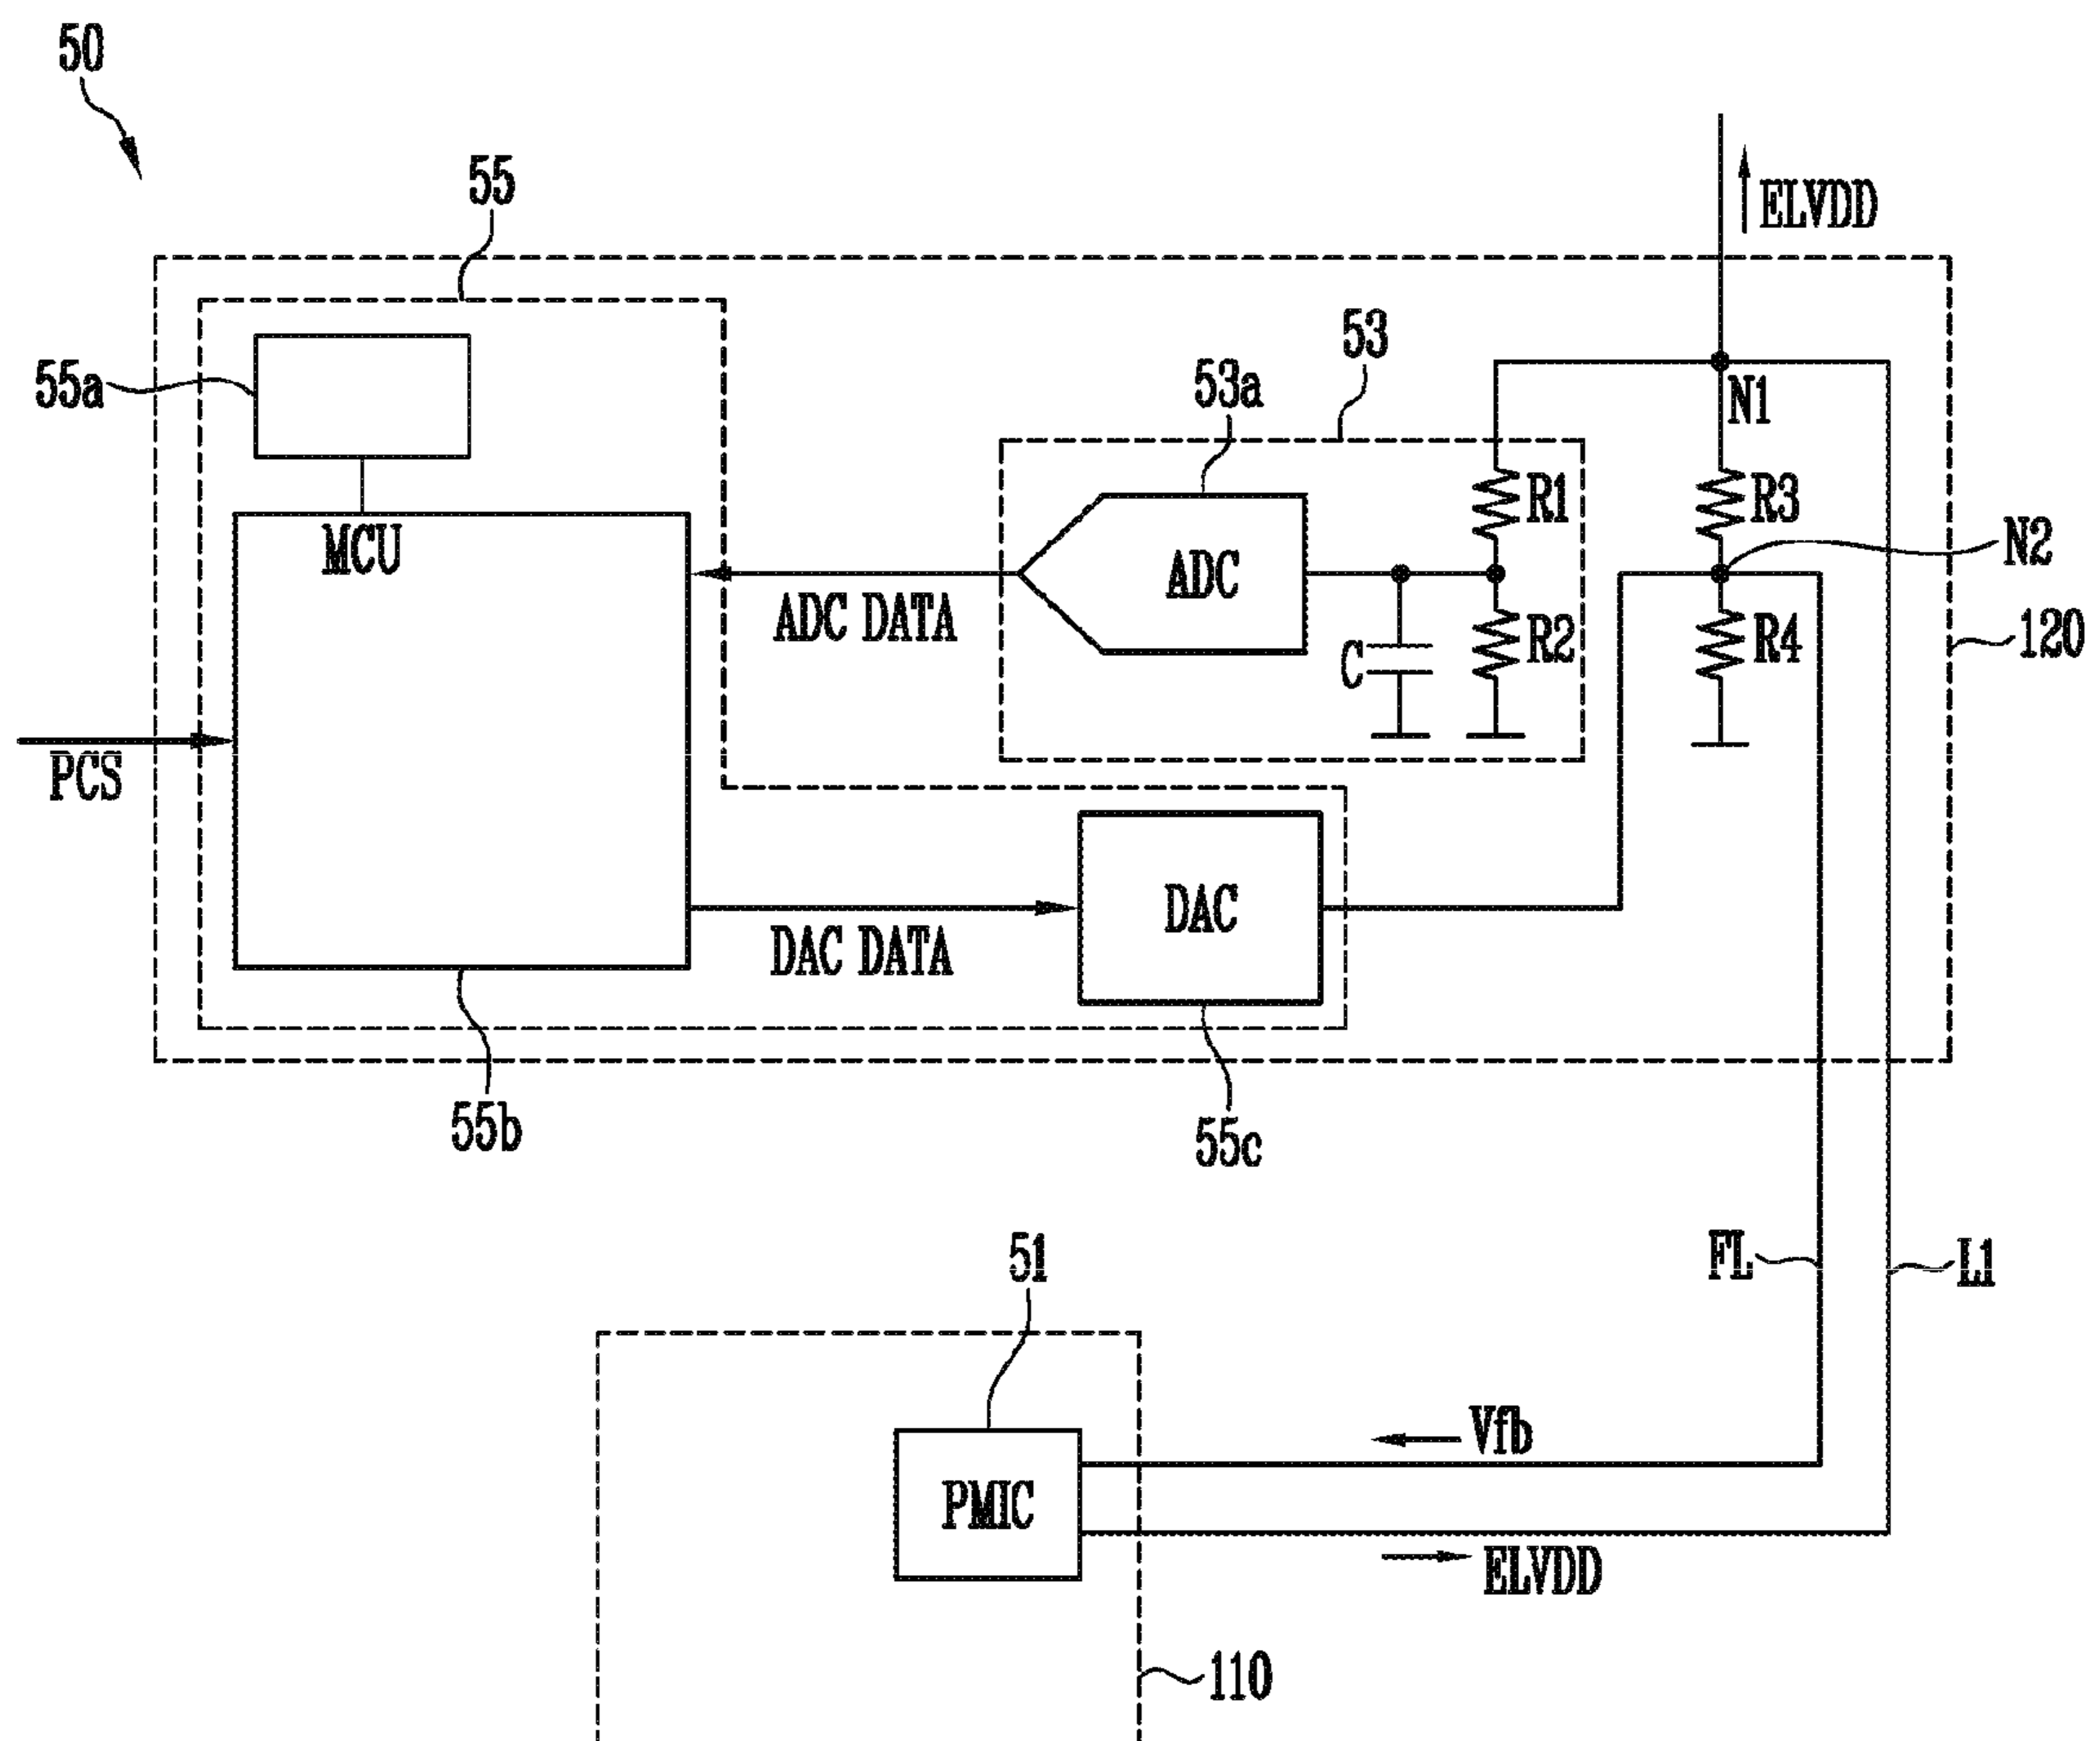 50
55
ELVDD
53
55a
53a
N1
MCU
ADC
R1
R3
N2
ADC DATA
C
R2
R4
120
PCS
DAC
DAC DATA
55b
55c
51
FL
L1
Vfb
PMIC
ELVDD
110